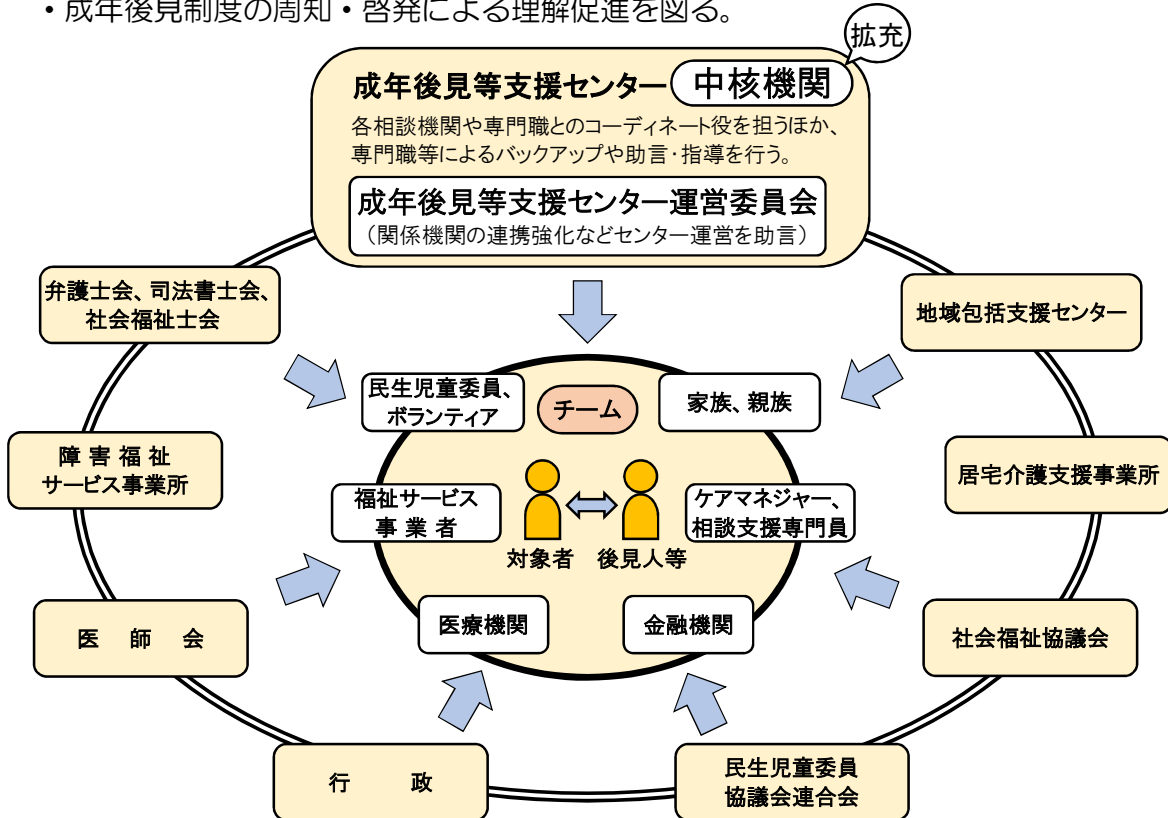 ・成年後見制度の周知・啓発による理解促進を図る。
拡充
成年後見等支援センター 中核機関
各相談機関や専門職とのコーディネート役を担うほか、
専門職等によるバックアップや助言・指導を行う。
成年後見等支援センター運営委員会
（関係機関の連携強化などセンター運営を助言）
弁護士会、司法書士会、
社会福祉士会
地域包括支援センター
民生児童委員、
ボランティア
チーム
家族、親族
障害福祉
サービス事業所
居宅介護支援事業所
福祉サービス
事業者
ケアマネジャー、
相談支援専門員
対象者 後見人等
医師会
医療機関
金融機関
社会福祉協議会
行政
民生児童委員
協議会連合会